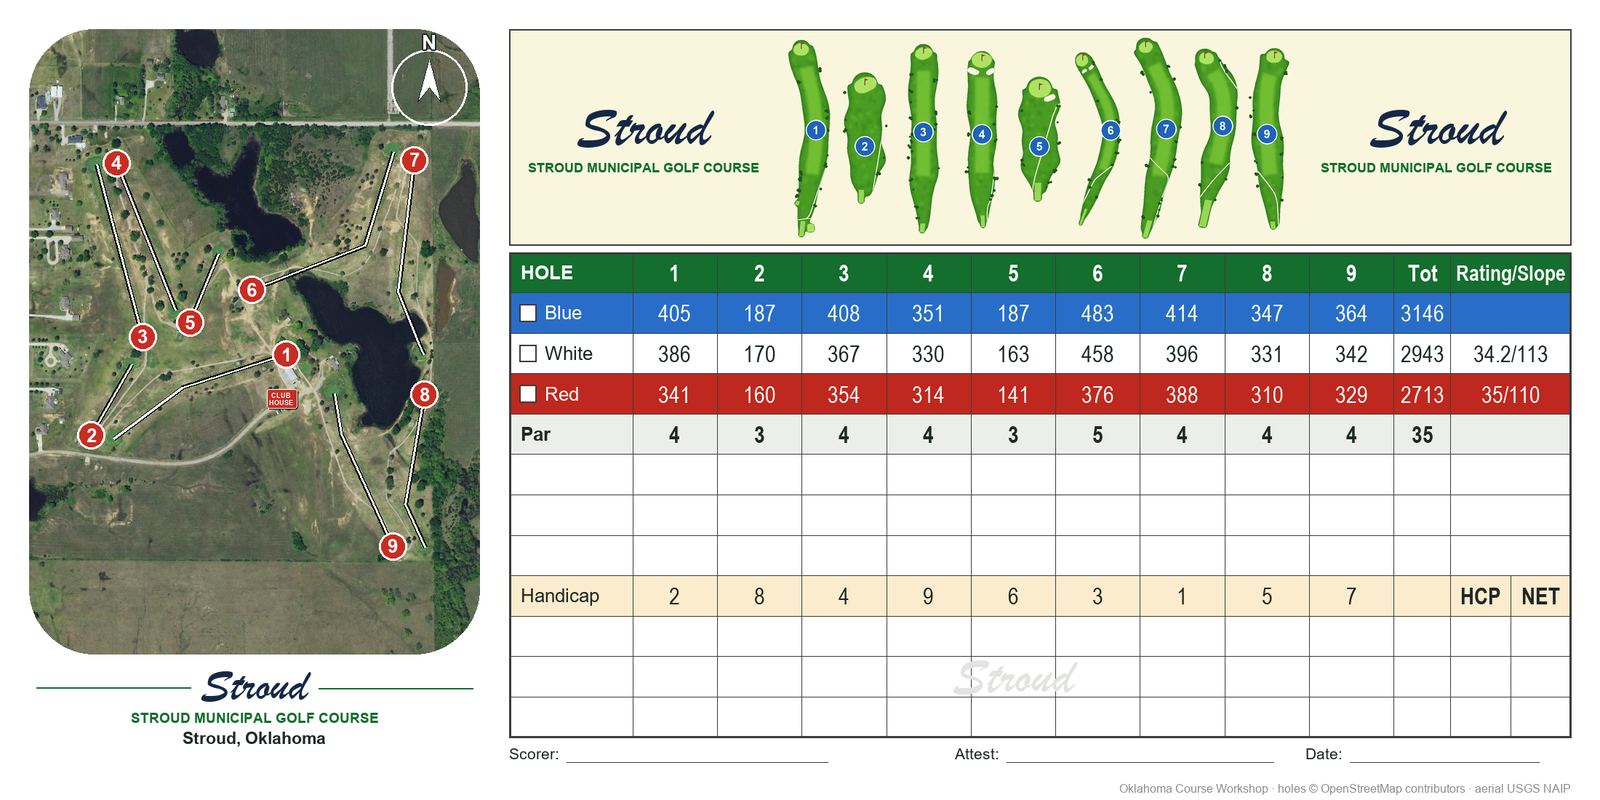 N
4
7
6
5
3
1
CLUB
HOUSE
8
2
9
Stroud
STROUD MUNICIPAL GOLF COURSE
Stroud, Oklahoma
Stroud
STROUD MUNICIPAL GOLF COURSE
1 2 3 4 5 6 7 8 9
Stroud
STROUD MUNICIPAL GOLF COURSE
HOLE 1 2 3 4 5 6 7 8 9 Tot Rating/Slope
Blue 405 187 408 351 187 483 414 347 364 3146
White 386 170 367 330 163 458 396 331 342 2943 34.2/113
Red 341 160 354 314 141 376 388 310 329 2713 35/110
Par 4 3 4 4 3 5 4 4 4 35
Handicap 2 8 4 9 6 3 1 5 7 HCP NET
Stroud
Scorer: Attest: Date:
Oklahoma Course Workshop · holes © OpenStreetMap contributors · aerial USGS NAIP